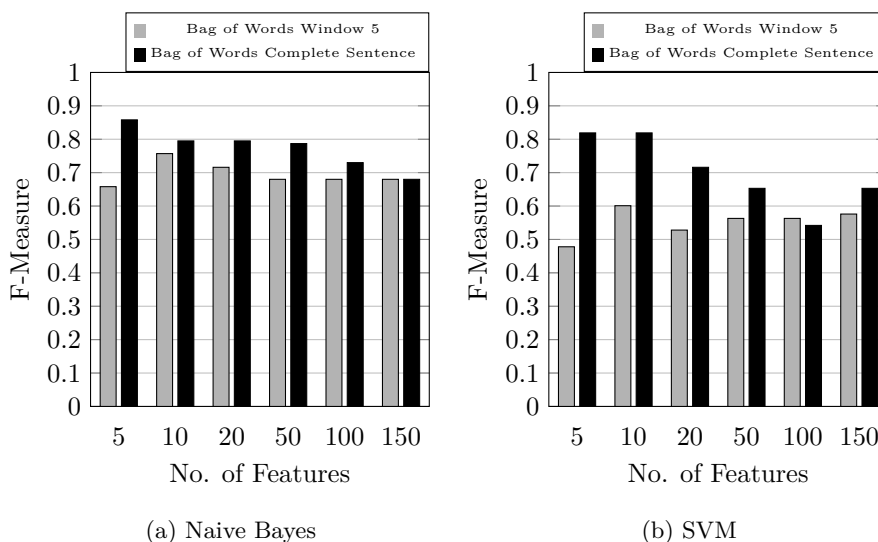 Bag of Words Window 5
Bag of Words Complete Sentence
1
0.9
0.8
0.7
0.6
0.5
0.4
0.3
0.2
0.1
0
F-Measure
5 10 20 50 100 150
No. of Features
(a) Naive Bayes
Bag of Words Window 5
Bag of Words Complete Sentence
1
0.9
0.8
0.7
0.6
0.5
0.4
0.3
0.2
0.1
0
F-Measure
5 10 20 50 100 150
No. of Features
(b) SVM